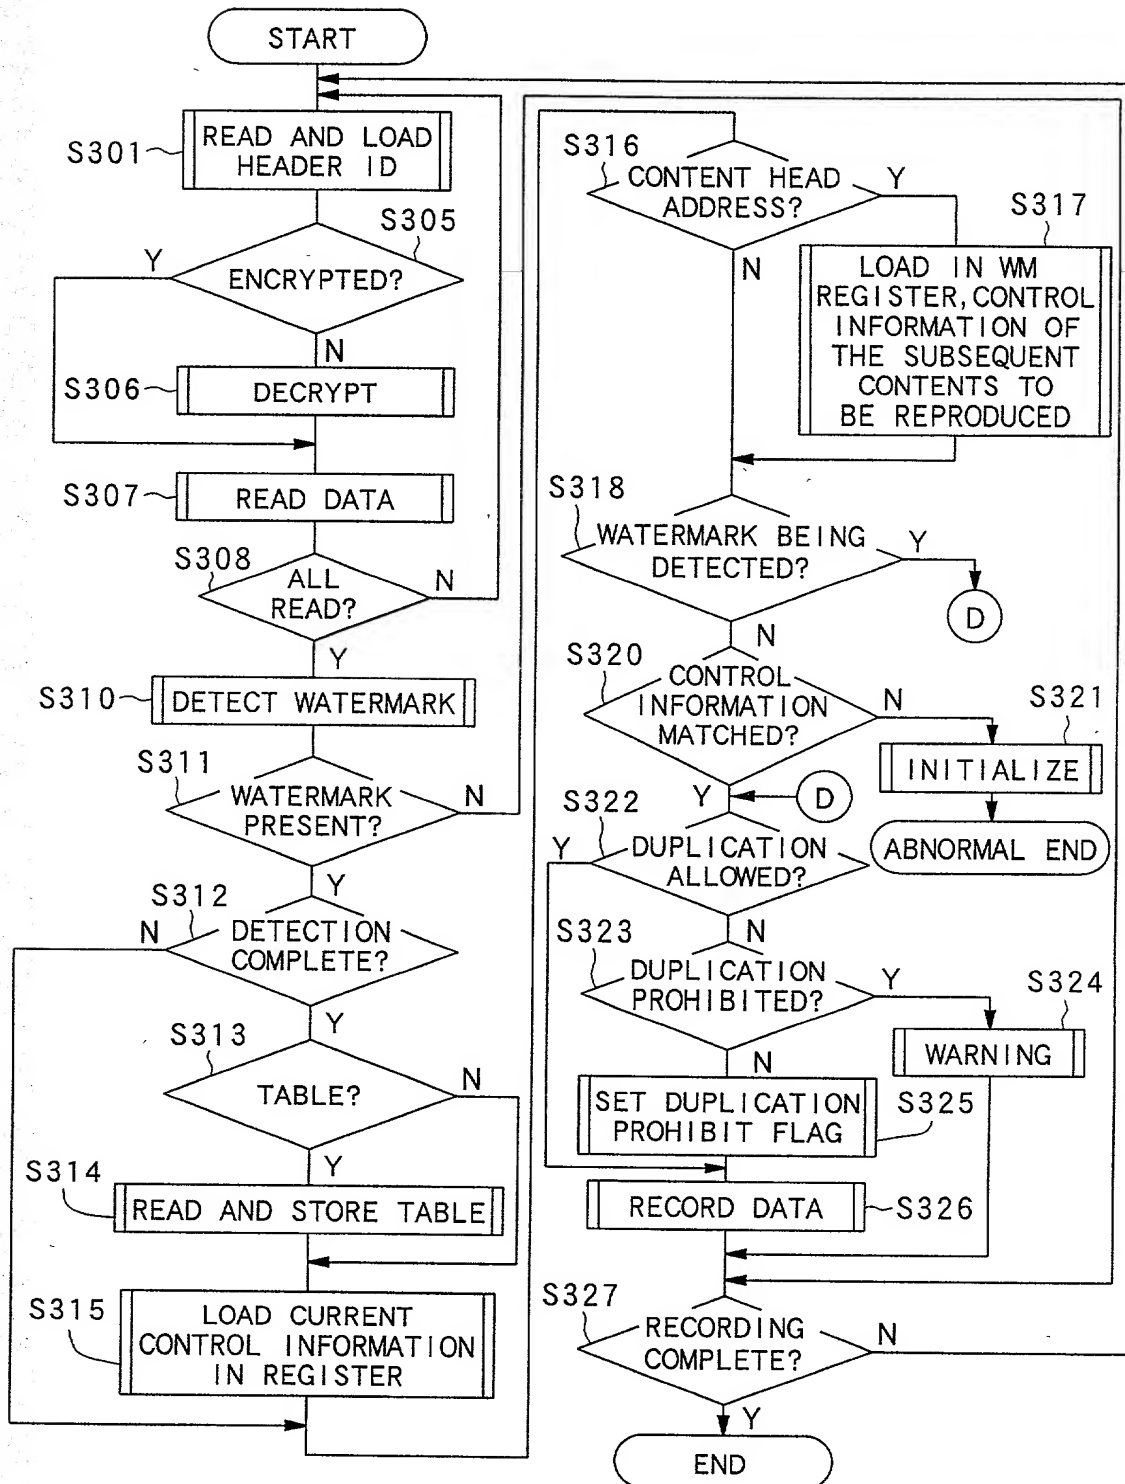 START
S301
READ AND LOAD
HEADER ID
S305
Y
ENCRYPTED?
N
S306
DECRYPT
S307
READ DATA
S308
ALL
READ?
N
Y
S310
DETECT WATERMARK
S311
WATERMARK
PRESENT?
N
Y
S312
N
DETECTION
COMPLETE?
Y
S313
TABLE?
N
Y
S314
READ AND STORE TABLE
S315
LOAD CURRENT
CONTROL INFORMATION
IN REGISTER
S316
CONTENT HEAD
ADDRESS?
Y
N
S317
LOAD IN WM
REGISTER, CONTROL
INFORMATION OF
THE SUBSEQUENT
CONTENTS TO
BE REPRODUCED
S318
WATERMARK BEING
DETECTED?
Y
D
N
S320
CONTROL
INFORMATION
MATCHED?
N
S321
INITIALIZE
ABNORMAL END
Y
D
S322
Y
DUPLICATION
ALLOWED?
N
S323
DUPLICATION
PROHIBITED?
Y
S324
WARNING
N
SET DUPLICATION
PROHIBIT FLAG
S325
RECORD DATA
S326
S327
RECORDING
COMPLETE?
N
Y
END